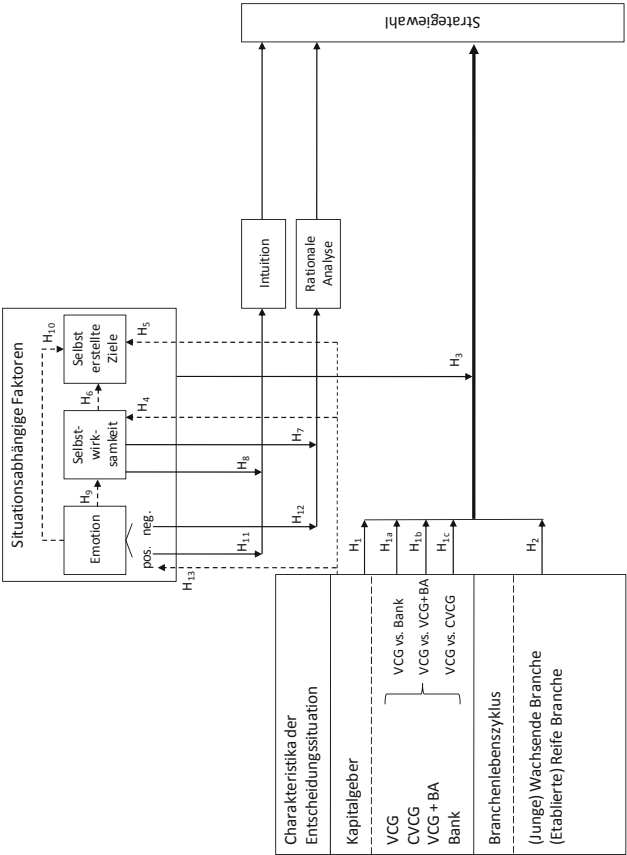 Situationsabhängige Faktoren
Emotion
pos.
neg.
Selbst-
wirk-
samkeit
Selbst
erstellte
Ziele
H9
H6
H10
H13
H11
H12
H8
H7
H4
H5
H3
Intuition
Rationale
Analyse
Strategiewahl
Charakteristika der
Entscheidungssituation
Kapitalgeber
VCG
CVCG
VCG + BA
Bank
VCG vs. Bank
VCG vs. VCG+BA
VCG vs. CVCG
Branchenlebenszyklus
(Junge) Wachsende Branche
(Etablierte) Reife Branche
H1
H1a
H1b
H1c
H2